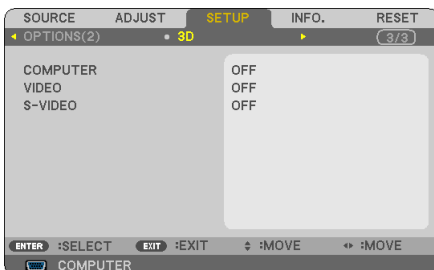 SOURCE ADJUST SETUP INFO. RESET
OPTIONS(2) 3D 3/3
COMPUTER OFF
VIDEO OFF
S-VIDEO OFF
ENTER :SELECT EXIT :EXIT :MOVE :MOVE
COMPUTER